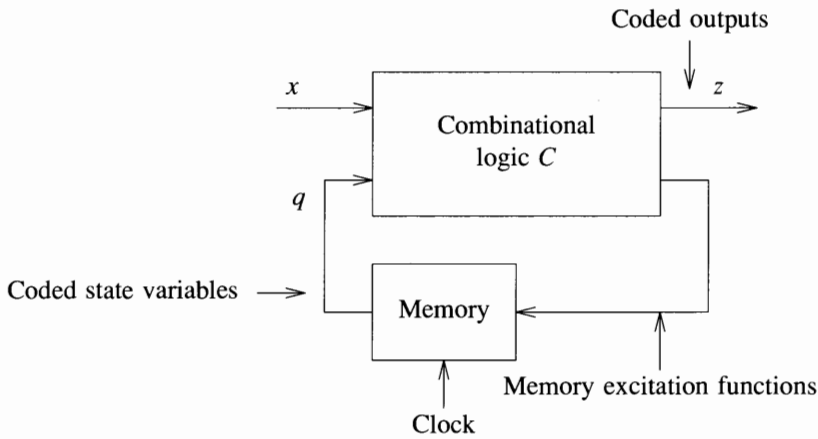 Coded outputs
x
z
Combinational
logic C
q
Coded state variables
Memory
Memory excitation functions
Clock